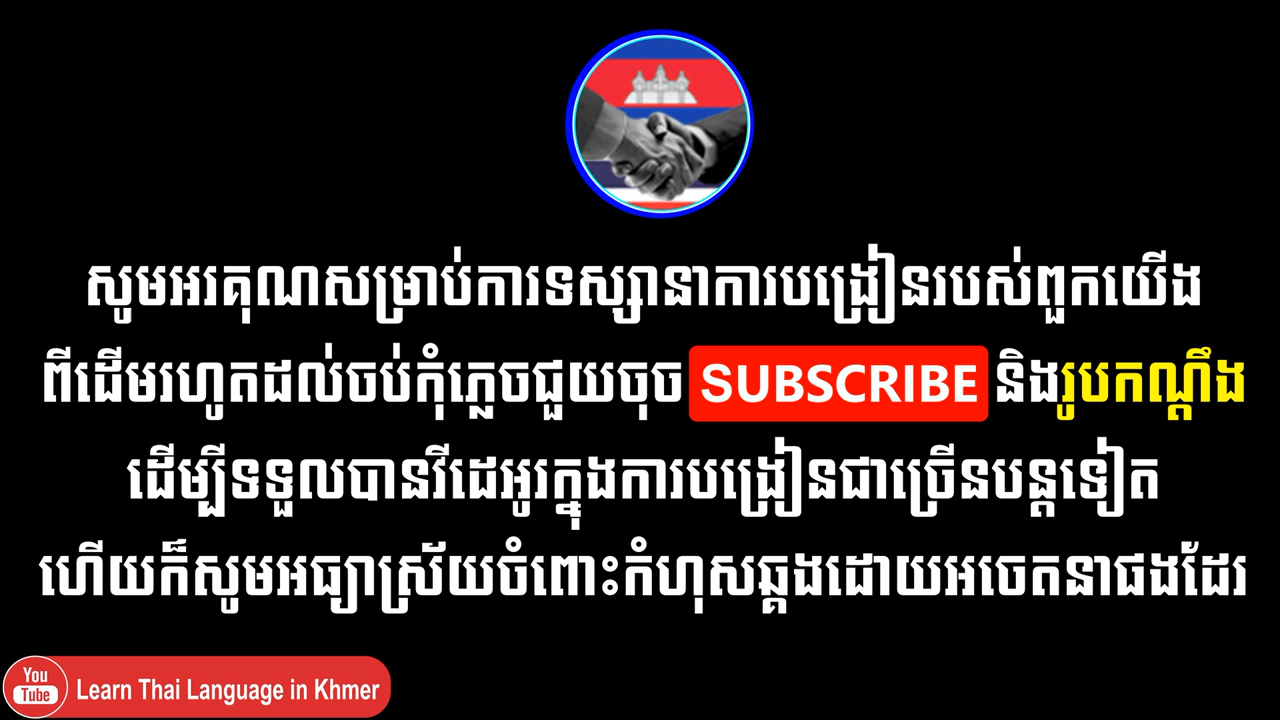 សូមអរគុណសម្រាប់ការទស្សានាការបង្រៀនរបស់ពួកយើង
ពីដើមរហូតដល់ចប់កុំភ្លេចជួយចុច SUBSCRIBE និងរូបកណ្ដឹង
ដើម្បីទទួលបានវីដេអូរក្នុងការបង្រៀនជាច្រើនបន្តទៀត
ហើយក៏សូមអធ្យាស្រ័យចំពោះកំហុសឆ្គងដោយអចេតនាផងដែរ
You Tube Learn Thai Language in Khmer